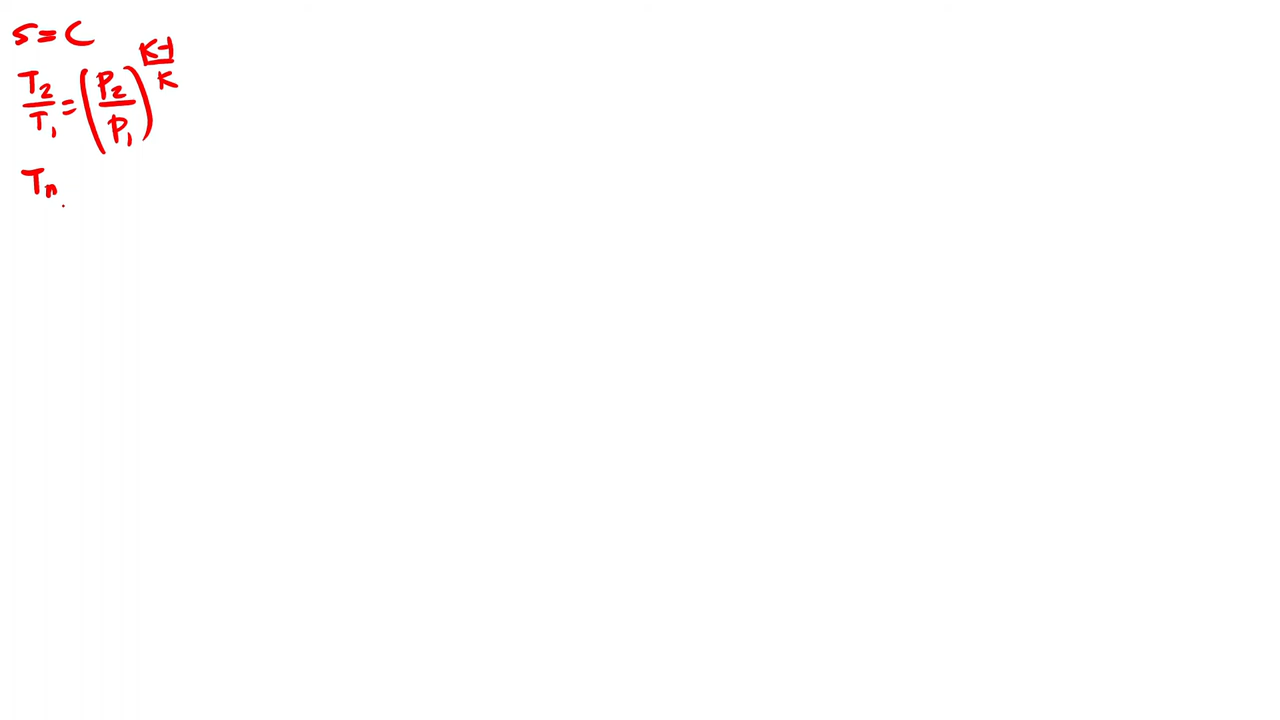 S = C
T₂/T₁ = (P₂/P₁)^((K-1)/K)
Tₙ